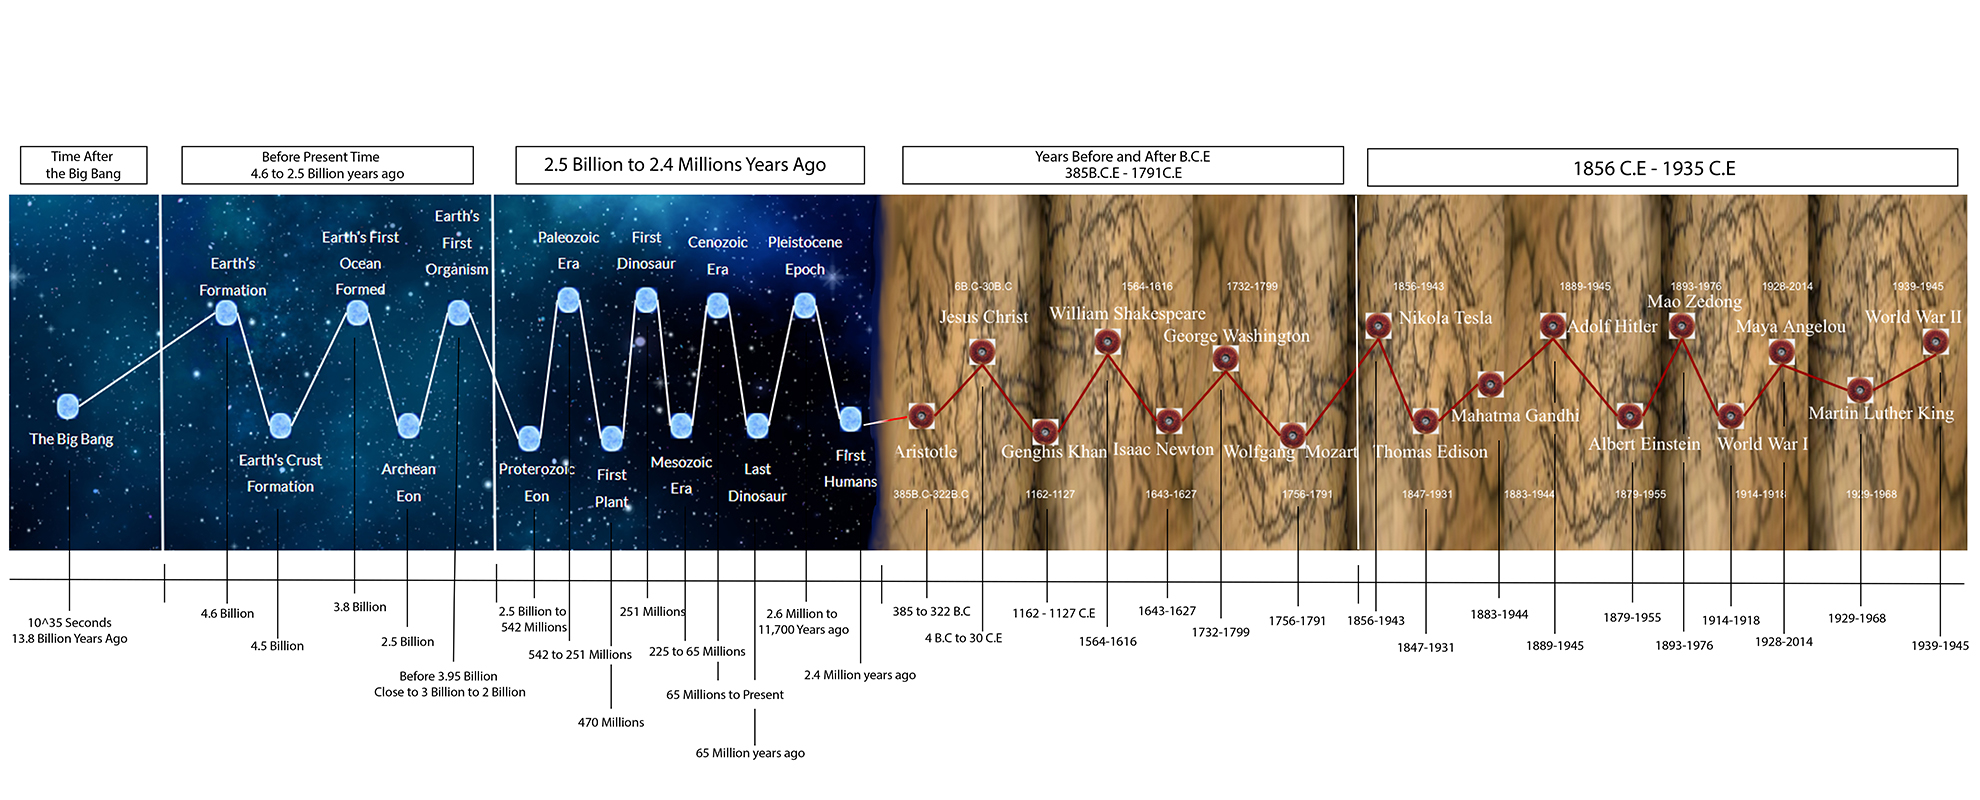 Time After
the Big Bang
Before Present Time
4.6 to 2.5 Billion years ago
2.5 Billion to 2.4 Millions Years Ago
Years Before and After B.C.E
385B.C.E - 1791C.E
1856 C.E - 1935 C.E
The Big Bang
Earth's
Formation
Earth's Crust
Formation
Earth's First
Ocean
Formed
Archean
Eon
Earth's
First
Organism
Proterozoic
Eon
Paleozoic
Era
First
Plant
First
Dinosaur
Mesozoic
Era
Cenozoic
Era
Last
Dinosaur
Pleistocene
Epoch
FIrst
Humans
Aristotle
385B.C-322B.C
6B.C-30B.C
Jesus Christ
Genghis Khan
1162-1127
1564-1616
William Shakespeare
Isaac Newton
1643-1627
1732-1799
George Washington
Wolfgang Mozart
1756-1791
1856-1943
Nikola Tesla
Thomas Edison
1847-1931
Mahatma Gandhi
1883-1944
1889-1945
Adolf Hitler
Albert Einstein
1879-1955
1893-1976
Mao Zedong
World War I
1914-1918
1928-2014
Maya Angelou
Martin Luther King
1929-1968
1939-1945
World War II
10^35 Seconds
13.8 Billion Years Ago
4.6 Billion
4.5 Billion
3.8 Billion
2.5 Billion
Before 3.95 Billion
Close to 3 Billion to 2 Billion
2.5 Billion to
542 Millions
542 to 251 Millions
470 Millions
251 Millions
225 to 65 Millions
65 Millions to Present
65 Million years ago
2.6 Million to
11,700 Years ago
2.4 Million years ago
385 to 322 B.C
4 B.C to 30 C.E
1162 - 1127 C.E
1564-1616
1643-1627
1732-1799
1756-1791
1856-1943
1847-1931
1883-1944
1889-1945
1879-1955
1893-1976
1914-1918
1928-2014
1929-1968
1939-1945